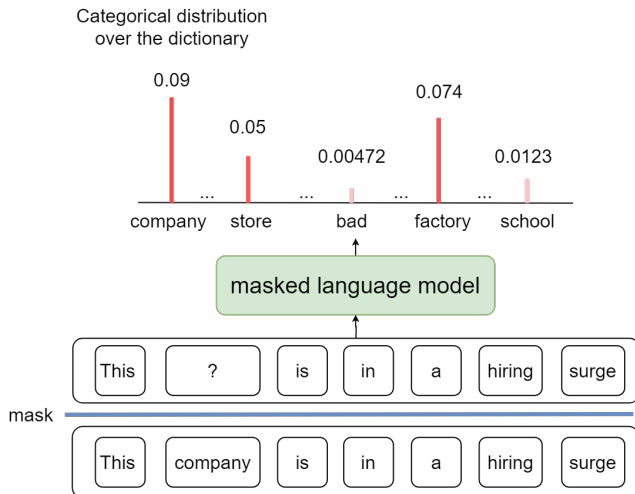 Categorical distribution
over the dictionary
0.09
0.05
0.00472
0.074
0.0123
... ... ... ...
company store bad factory school
masked language model
This ? is in a hiring surge
mask
This company is in a hiring surge